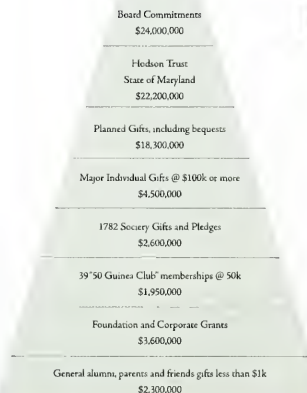 Board Commitments
$24,000,000
Hodson Trust
State of Maryland
$22,200,000
Planned Gifts, including bequests
$18,300,000
Major Individual Gifts @ $100k or more
$4,500,000
1782 Society Gifts and Pledges
$2,600,000
39 "50 Guinea Club" memberships @ 50k
$1,950,000
Foundation and Corporate Grants
$3,600,000
General alumni, parents and friends gifts less than $1k
$2,300,000